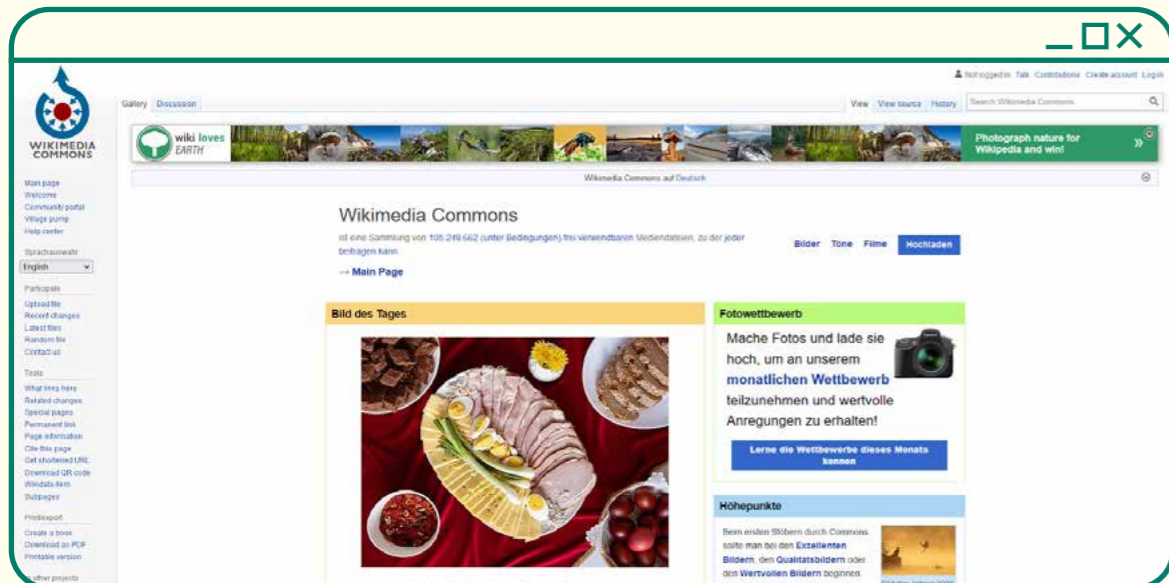 Not logged in Talk Contributions Create account Log in
Gallery Discussion View View source History Search Wikimedia Commons
WIKIMEDIA
COMMONS
wiki loves
EARTH
Photograph nature for
Wikipedia and win!
Wikimedia Commons auf Deutsch
Main page
Welcome
Community portal
Village pump
Help center
Sprachauswahl
English
Participate
Upload file
Recent changes
Latest files
Random file
Contact us
Tools
What links here
Related changes
Special pages
Permanent link
Page information
Cite this page
Get shortened URL
Download QR code
Wikidata item
Subpages
Print/export
Create a book
Download as PDF
Printable version
In other projects
Wikimedia Commons
ist eine Sammlung von 105.249.662 (unter Bedingungen) frei verwendbaren Mediendateien, zu der jeder
beitragen kann.
→ Main Page
Bilder Töne Filme Hochladen
Bild des Tages
Fotowettbewerb
Mache Fotos und lade sie
hoch, um an unserem
monatlichen Wettbewerb
teilzunehmen und wertvolle
Anregungen zu erhalten!
Lerne die Wettbewerbe dieses Monats
kennen
Höhepunkte
Beim ersten Stöbern durch Commons
sollte man bei den Exzellenten
Bildern, den Qualitätsbildern oder
den Wertvollen Bildern beginnen